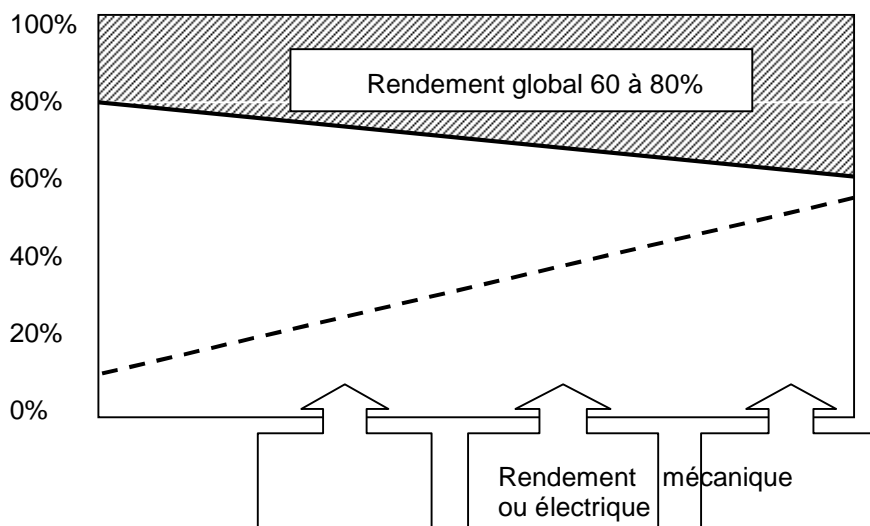 100%
Rendement global 60 à 80%
80%
60%
40%
20%
0%
Rendement mécanique
ou électrique